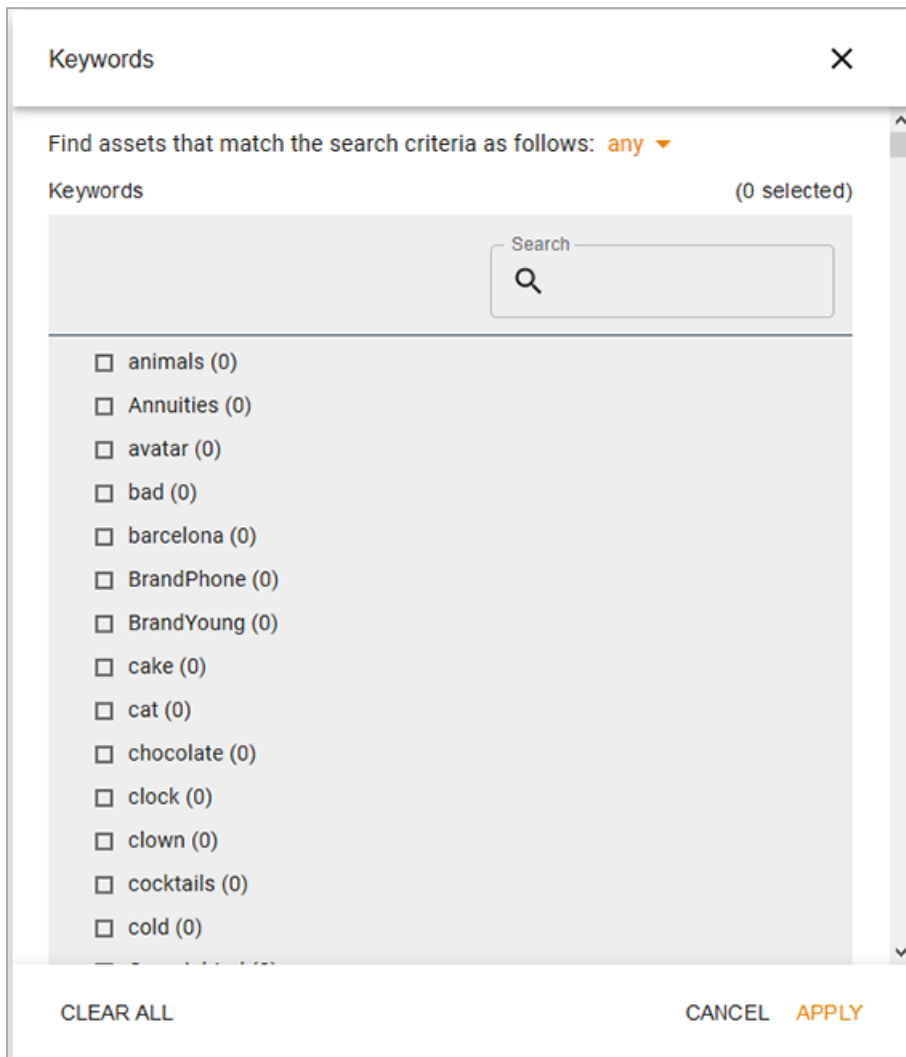 Keywords
Find assets that match the search criteria as follows: any
Keywords (0 selected)
Search
animals (0)
Annuities (0)
avatar (0)
bad (0)
barcelona (0)
BrandPhone (0)
BrandYoung (0)
cake (0)
cat (0)
chocolate (0)
clock (0)
clown (0)
cocktails (0)
cold (0)
CLEAR ALL CANCEL APPLY